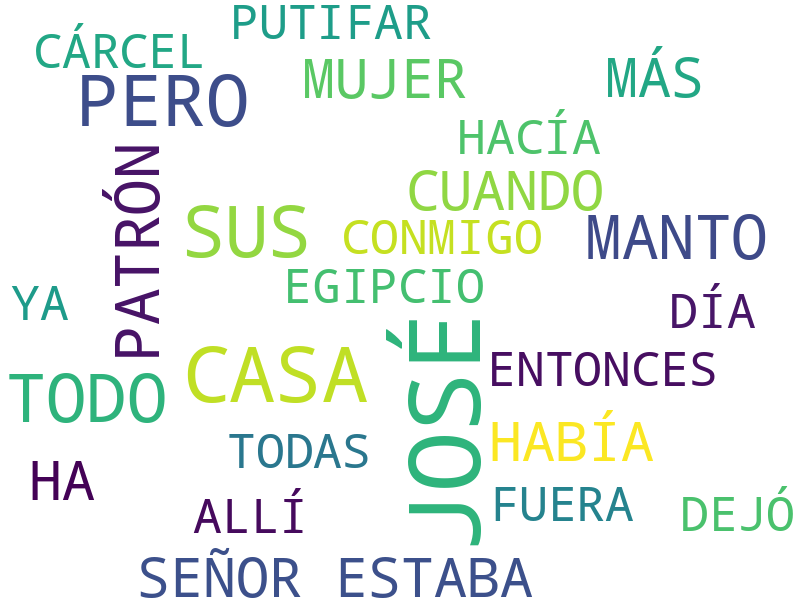 PUTIFAR
CÁRCEL
MUJER
MÁS
PERO
HACÍA
PATRÓN
CUANDO
SUS
CONMIGO
MANTO
EGIPCIO
YA
DÍA
JOSÉ
CASA
ENTONCES
TODO
HABÍA
TODAS
HA
ALLÍ
FUERA
DEJÓ
SEÑOR
ESTABA